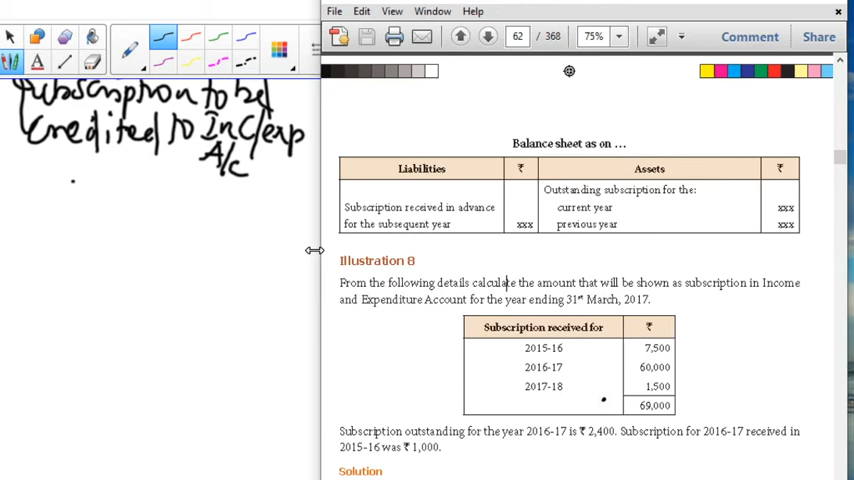 File Edit View Window Help
62 / 368 75% Comment Share
Subscription to be
Credited to Inc/exp
A/c
Balance sheet as on ...
Liabilities ₹ Assets ₹
Outstanding subscription for the:
Subscription received in advance current year xxx
for the subsequent year xxx previous year xxx
Illustration 8
From the following details calculate the amount that will be shown as subscription in Income
and Expenditure Account for the year ending 31st March, 2017.
Subscription received for ₹
2015-16 7,500
2016-17 60,000
2017-18 1,500
69,000
Subscription outstanding for the year 2016-17 is ₹ 2,400. Subscription for 2016-17 received in
2015-16 was ₹ 1,000.
Solution